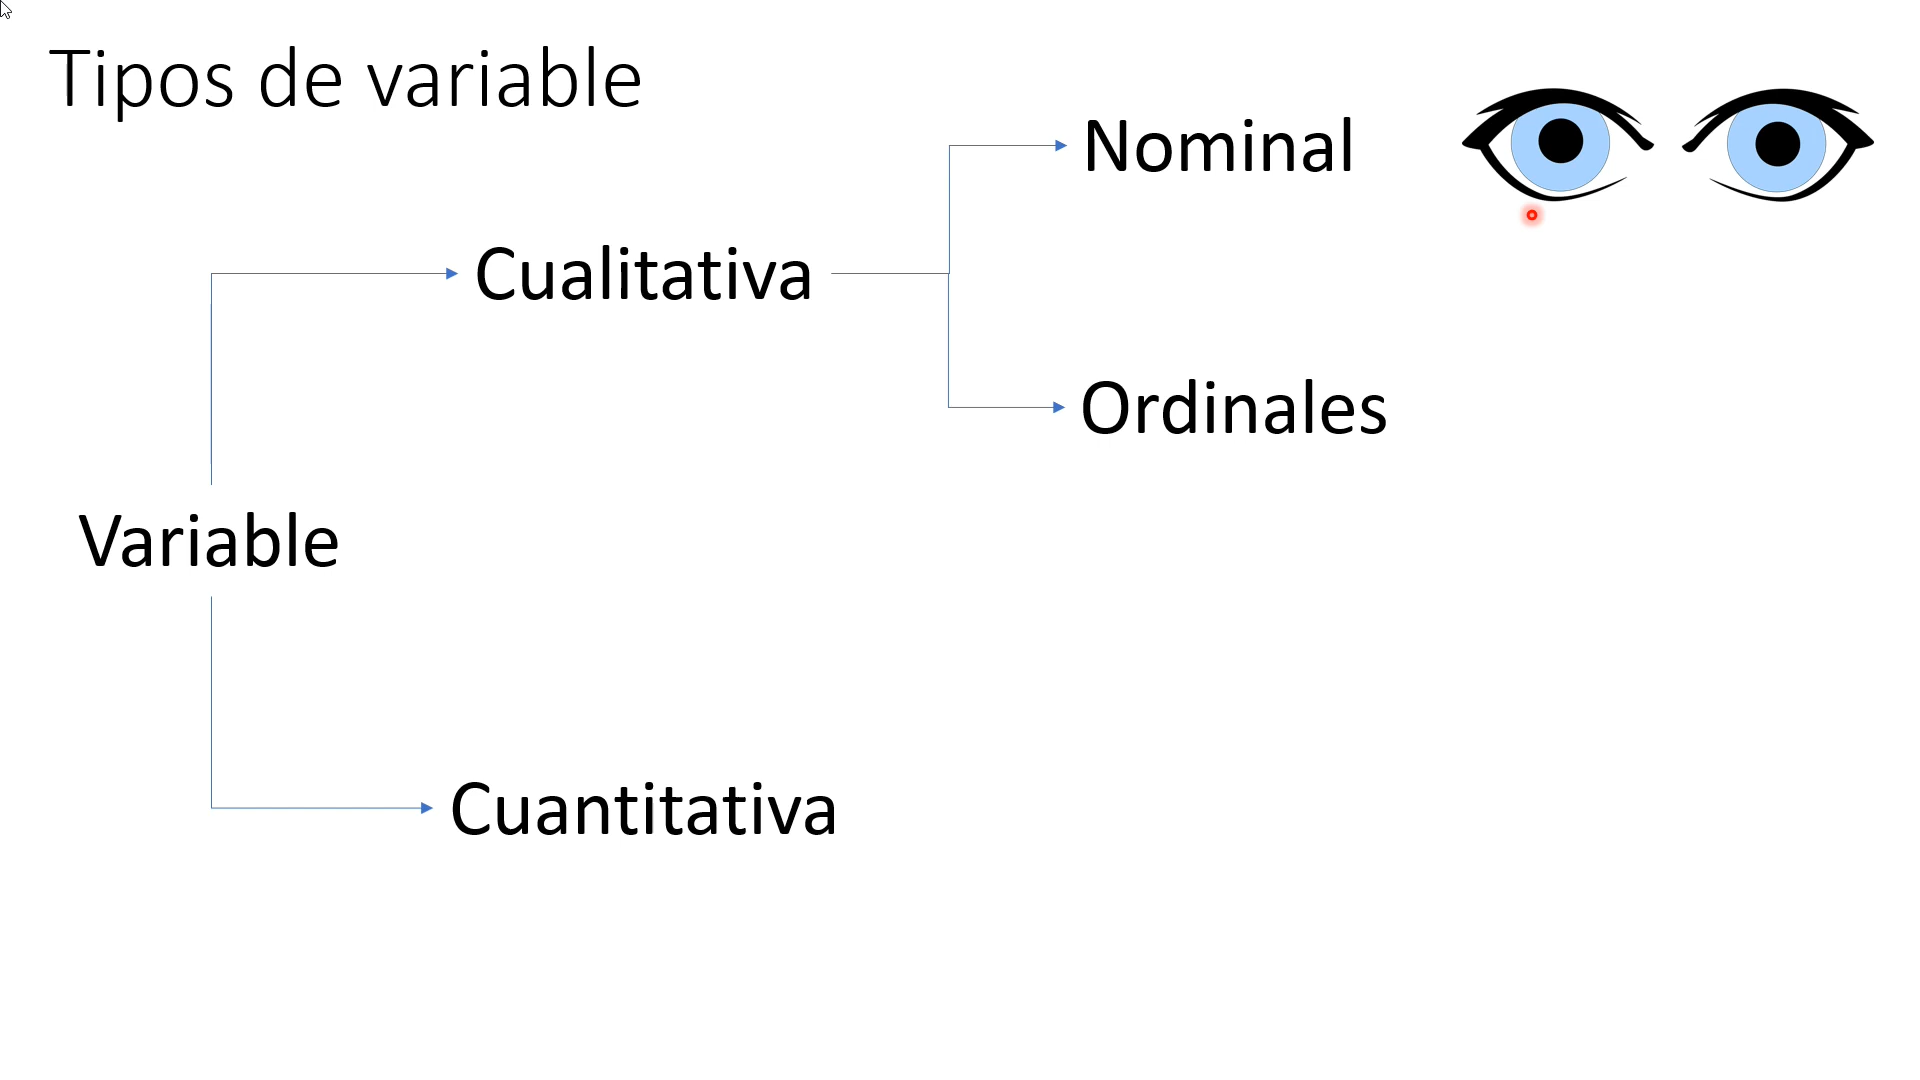 Tipos de variable
Nominal
Cualitativa
Ordinales
Variable
Cuantitativa